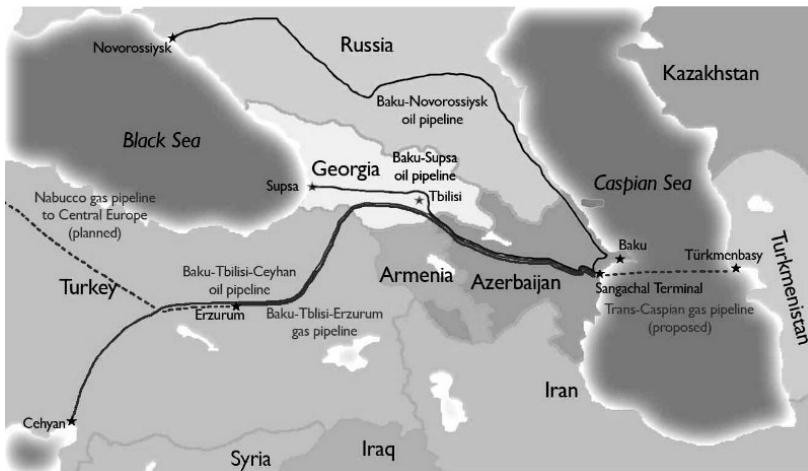 Novorossiysk
Russia
Kazakhstan
Baku-Novorossiysk
oil pipeline
Black Sea
Georgia
Baku-Supsa
oil pipeline
Supsa
Tbilisi
Caspian Sea
Nabucco gas pipeline
to Central Europe
(planned)
Baku
Türkmenbasy
Turkmenistan
Turkey
Baku-Tbilisi-Ceyhan
oil pipeline
Armenia
Azerbaijan
Sangachal Terminal
Erzurum
Baku-Tblisi-Erzurum
gas pipeline
Trans-Caspian gas pipeline
(proposed)
Iran
Cehyan
Syria
Iraq